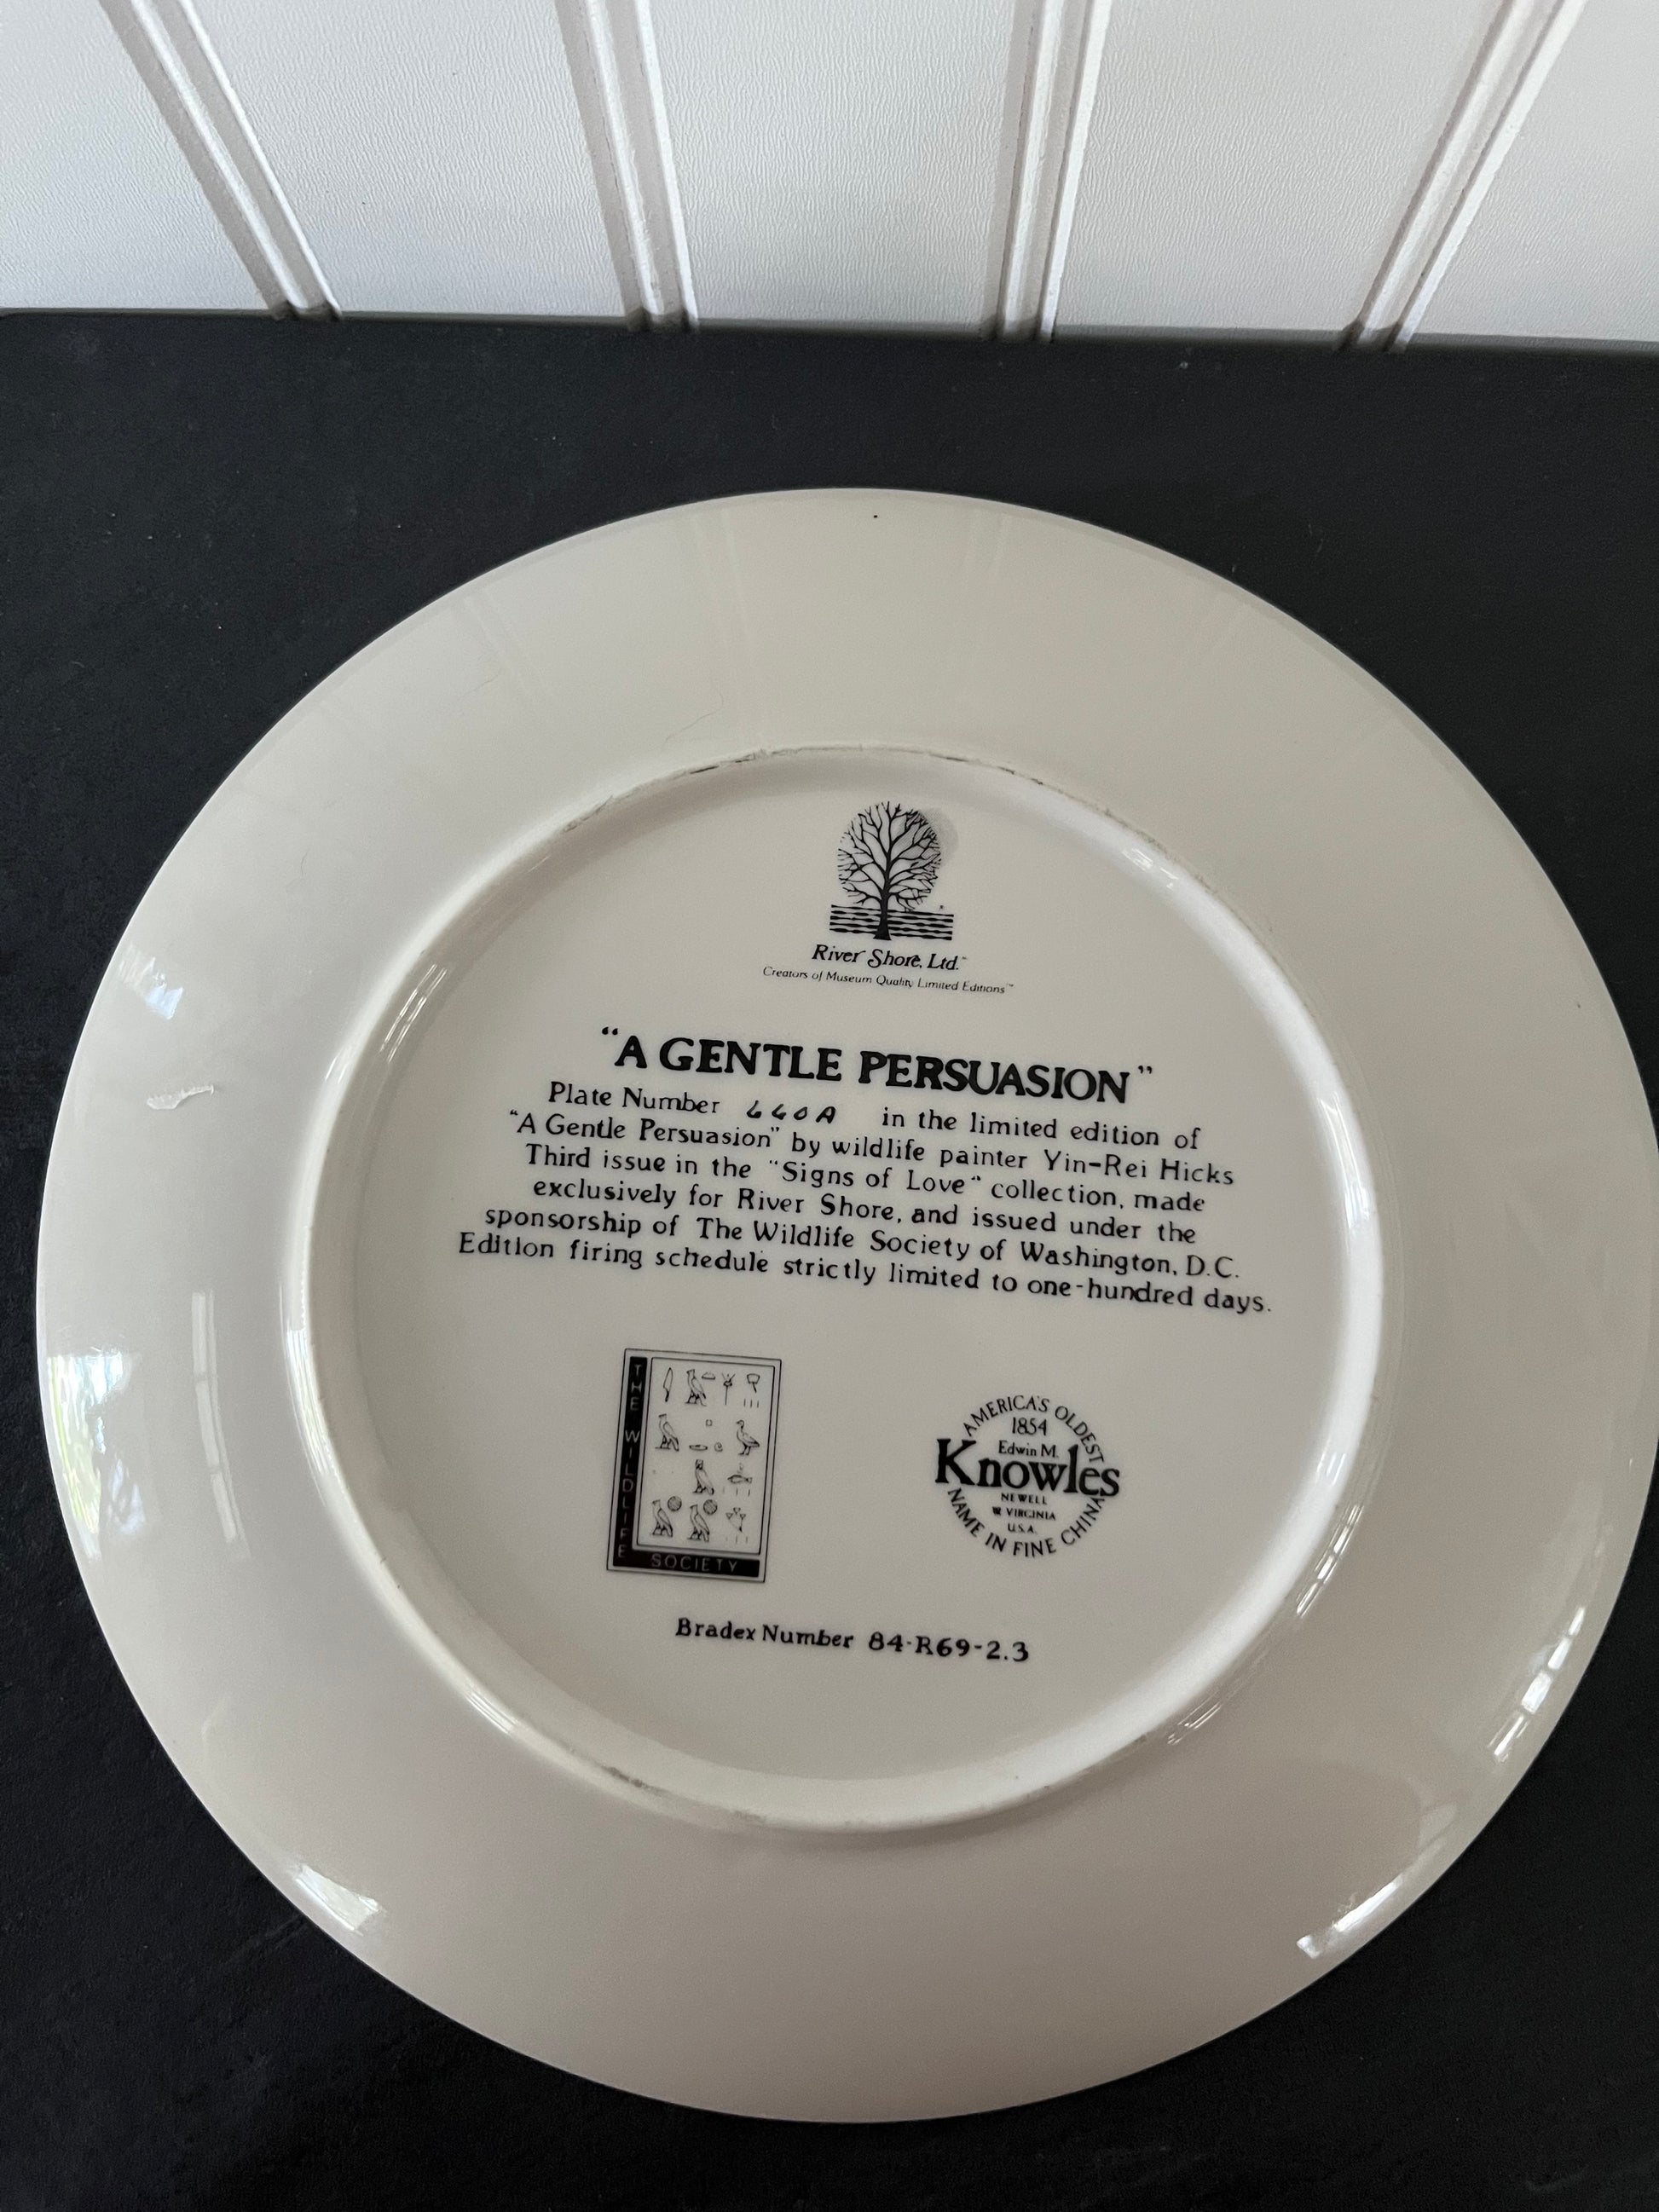 River Shore, Ltd.™
Creators of Museum Quality Limited Editions™
"A GENTLE PERSUASION"
Plate Number 660A in the limited edition of
"A Gentle Persuasion" by wildlife painter Yin-Rei Hicks
Third issue in the "Signs of Love" collection, made
exclusively for River Shore, and issued under the
sponsorship of The Wildlife Society of Washington, D.C.
Edition firing schedule strictly limited to one-hundred days.
THE WILDLIFE
SOCIETY
AMERICA'S OLDEST
1854
Edwin M.
Knowles
NEWELL
W VIRGINIA
U.S.A.
NAME IN FINE CHINA
Bradex Number 84-R69-2.3